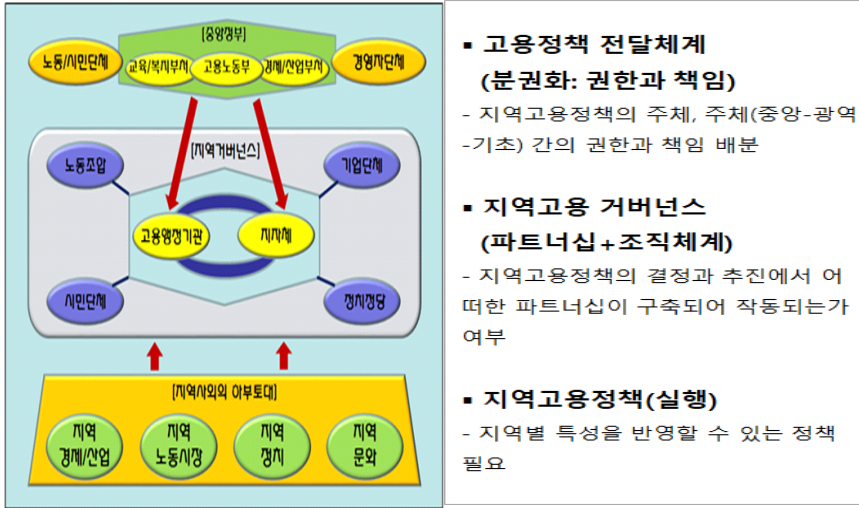 [중앙정부]
노동/시민단체
교육/복지부서
고용노동부
경제/산업부서
경영자단체
[지역거버넌스]
노동조합
기업단체
고용행정기관
지자체
시민단체
정치정당
[지역사회의 하부토대]
지역
경제/산업
지역
노동시장
지역
정치
지역
문화
▪ 고용정책 전달체계
(분권화: 권한과 책임)
- 지역고용정책의 주체, 주체(중앙-광역
-기초) 간의 권한과 책임 배분
▪ 지역고용 거버넌스
(파트너십+조직체계)
- 지역고용정책의 결정과 추진에서 어
떠한 파트너십이 구축되어 작동되는가
여부
▪ 지역고용정책(실행)
- 지역별 특성을 반영할 수 있는 정책
필요